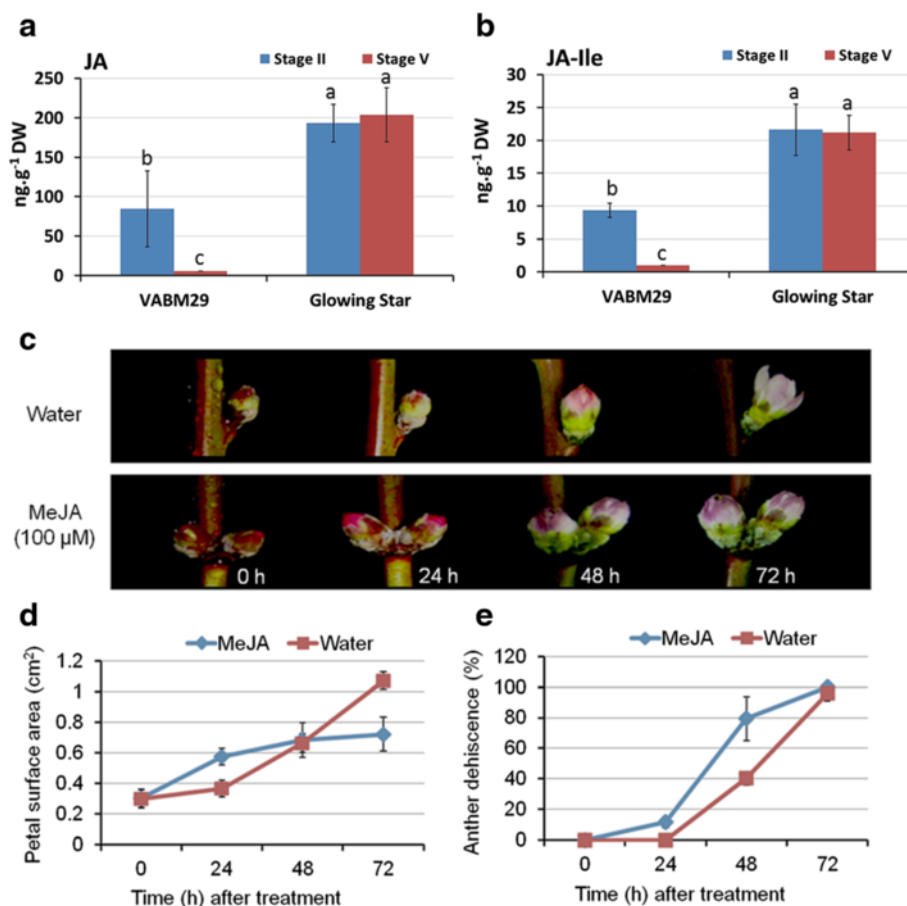 a
b
JA
Stage II
Stage V
250
200
150
100
50
0
ng.g⁻¹ DW
b
c
a
a
VABM29
Glowing Star
JA-Ile
Stage II
Stage V
30
25
20
15
10
5
0
ng.g⁻¹ DW
b
c
a
a
VABM29
Glowing Star
c
Water
MeJA
(100 µM)
0 h
24 h
48 h
72 h
d
MeJA
Water
1.2
1
0.8
0.6
0.4
0.2
0
Petal surface area (cm²)
0
24
48
72
Time (h) after treatment
e
MeJA
Water
120
100
80
60
40
20
0
Anther dehiscence (%)
0
24
48
72
Time (h) after treatment